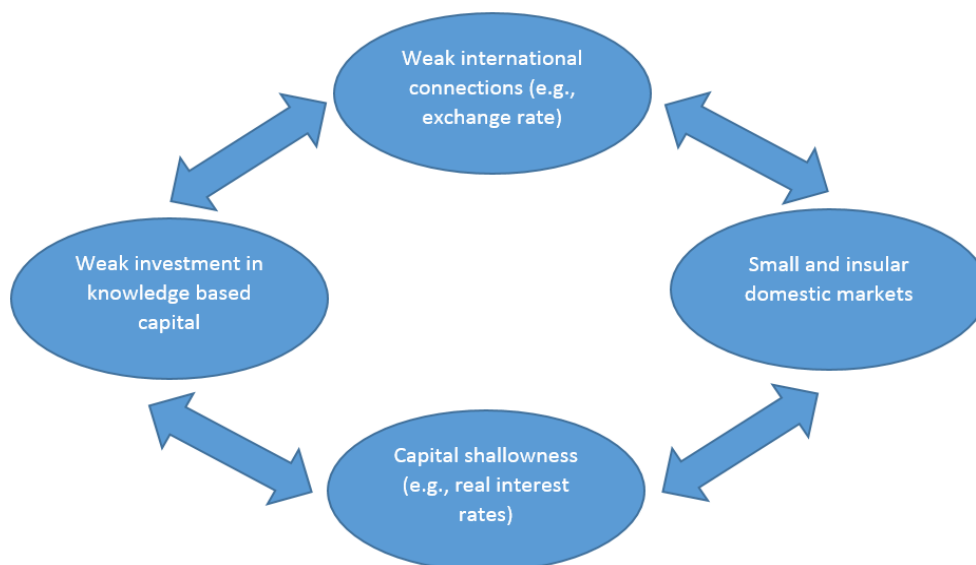 Weak international
connections (e.g.,
exchange rate)
Weak investment in
knowledge based
capital
Small and insular
domestic markets
Capital shallowness
(e.g., real interest
rates)